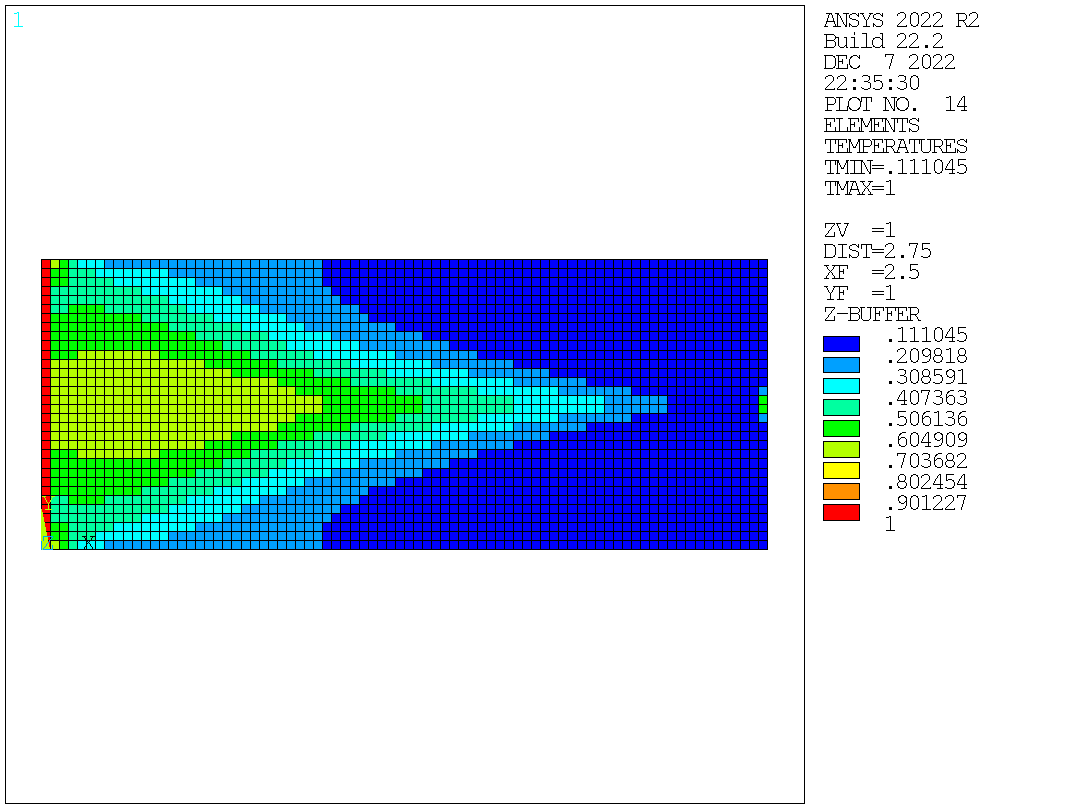 1
ANSYS 2022 R2
Build 22.2
DEC  7 2022
22:35:30
PLOT NO.  14
ELEMENTS
TEMPERATURES
TMIN=.111045
TMAX=1
ZV  =1
DIST=2.75
XF  =2.5
YF  =1
Z-BUFFER
.111045
.209818
.308591
.407363
.506136
.604909
.703682
.802454
.901227
1
Y
Z X